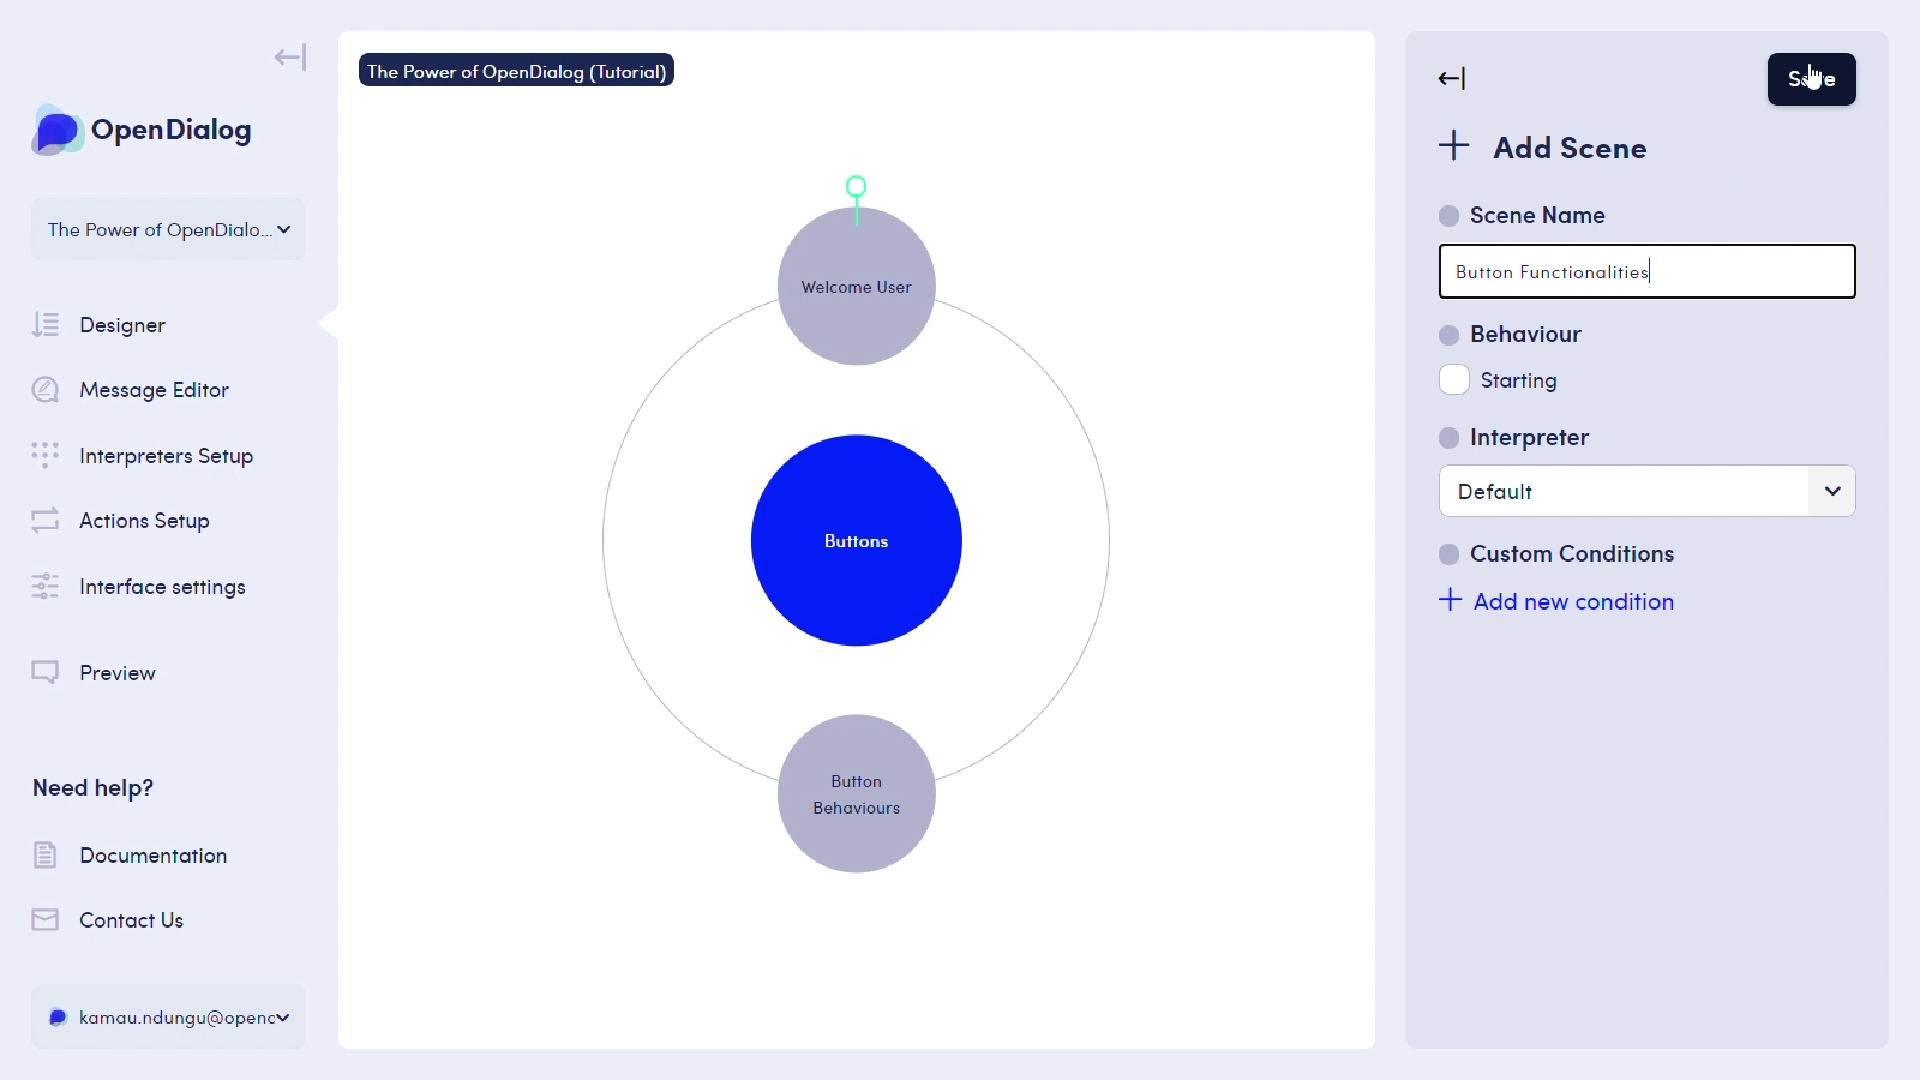 OpenDialog
The Power of OpenDialo...
Designer
Message Editor
Interpreters Setup
Actions Setup
Interface settings
Preview
Need help?
Documentation
Contact Us
kamau.ndungu@openc
The Power of OpenDialog (Tutorial)
Welcome User
Buttons
Button
Behaviours
Save
Add Scene
Scene Name
Button Functionalities
Behaviour
Starting
Interpreter
Default
Custom Conditions
Add new condition